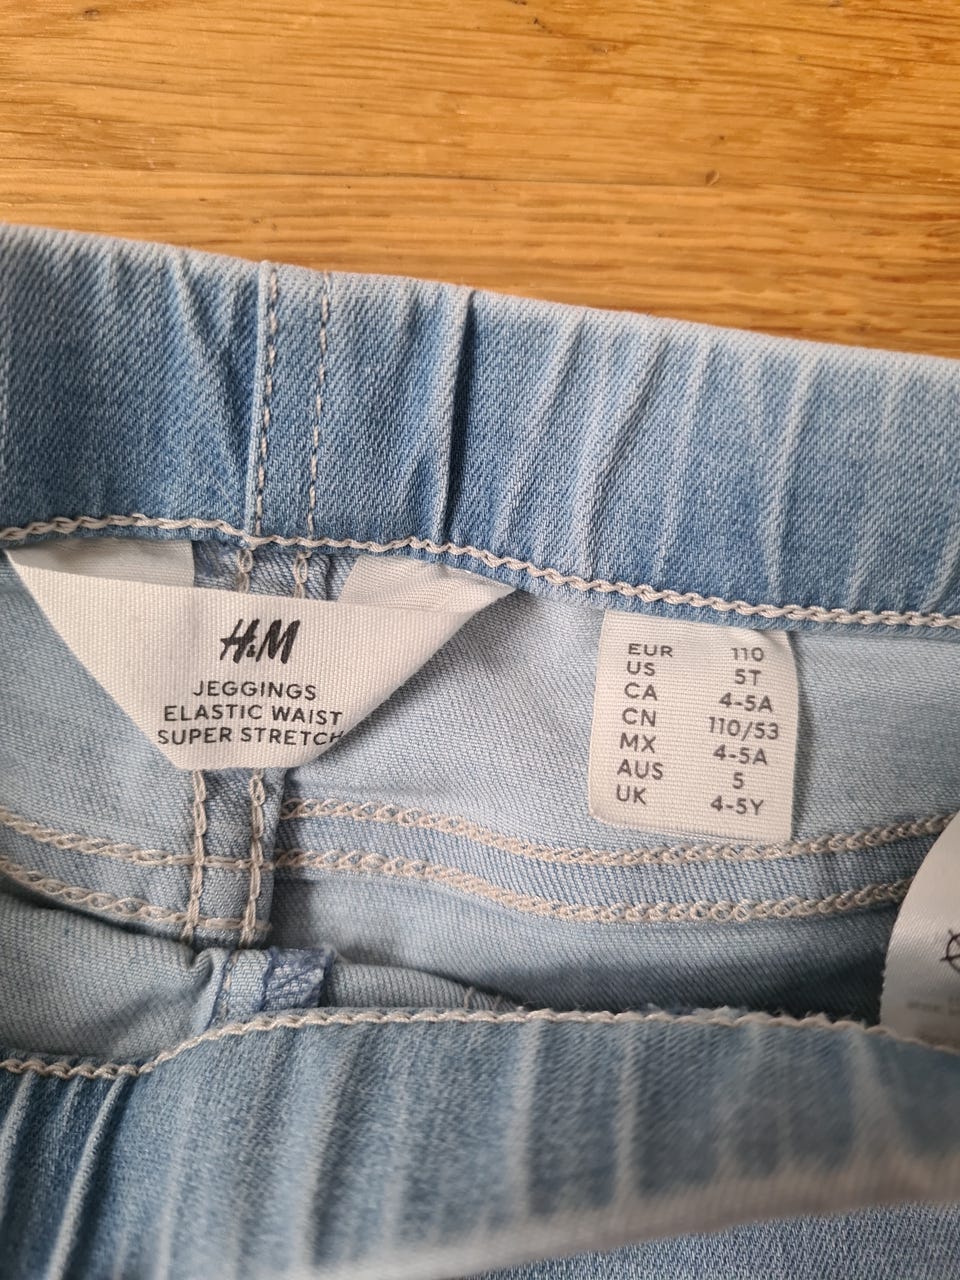 H&M
JEGGINGS
ELASTIC WAIST
SUPER STRETCH
EUR 110
US 5T
CA 4-5A
CN 110/53
MX 4-5A
AUS 5
UK 4-5Y